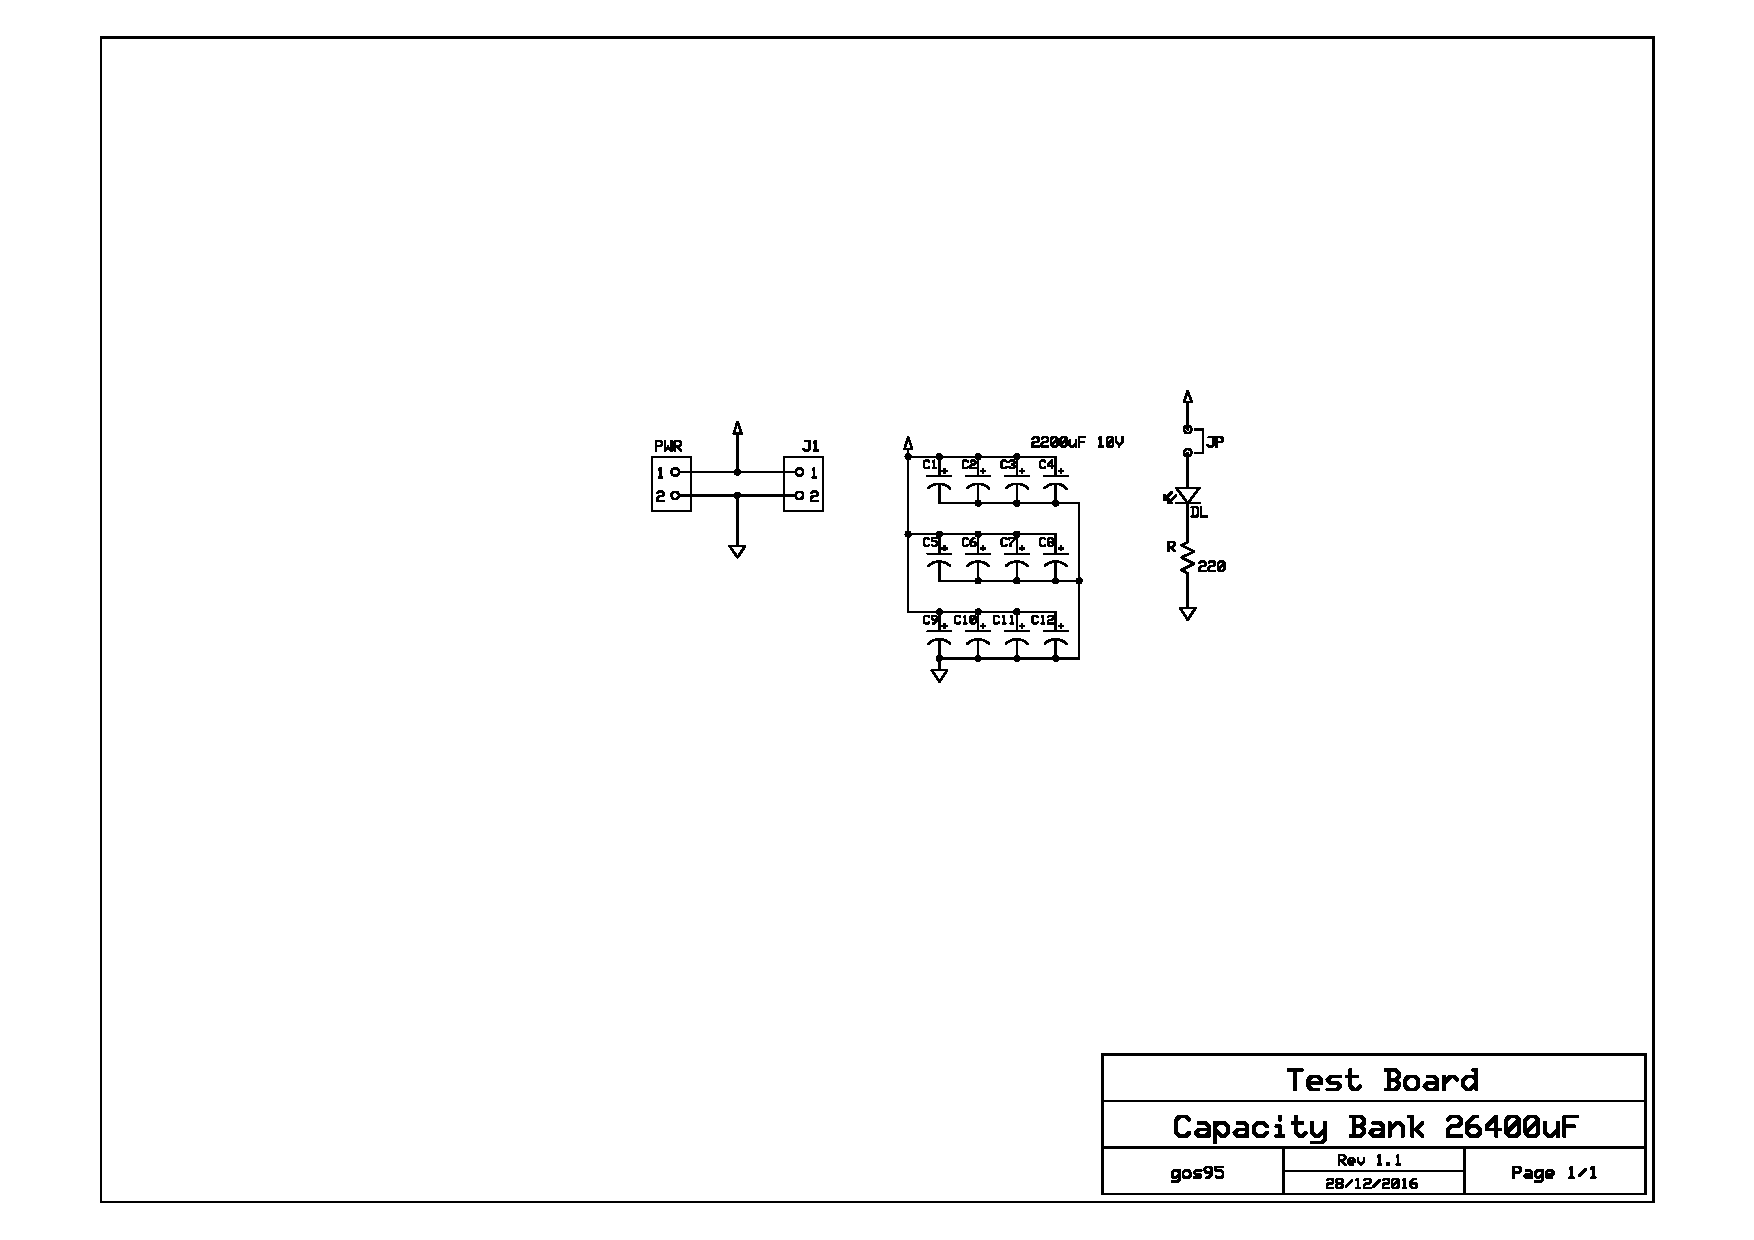 PWR
1
2
J1
1
2
2200uF 10V
C1 C2 C3 C4
+ + + +
C5 C6 C7 C8
+ + + +
C9 C10 C11 C12
+ + + +
JP
DL
R
220
Test Board
Capacity Bank 26400uF
gos95
Rev 1.1
28/12/2016
Page 1/1